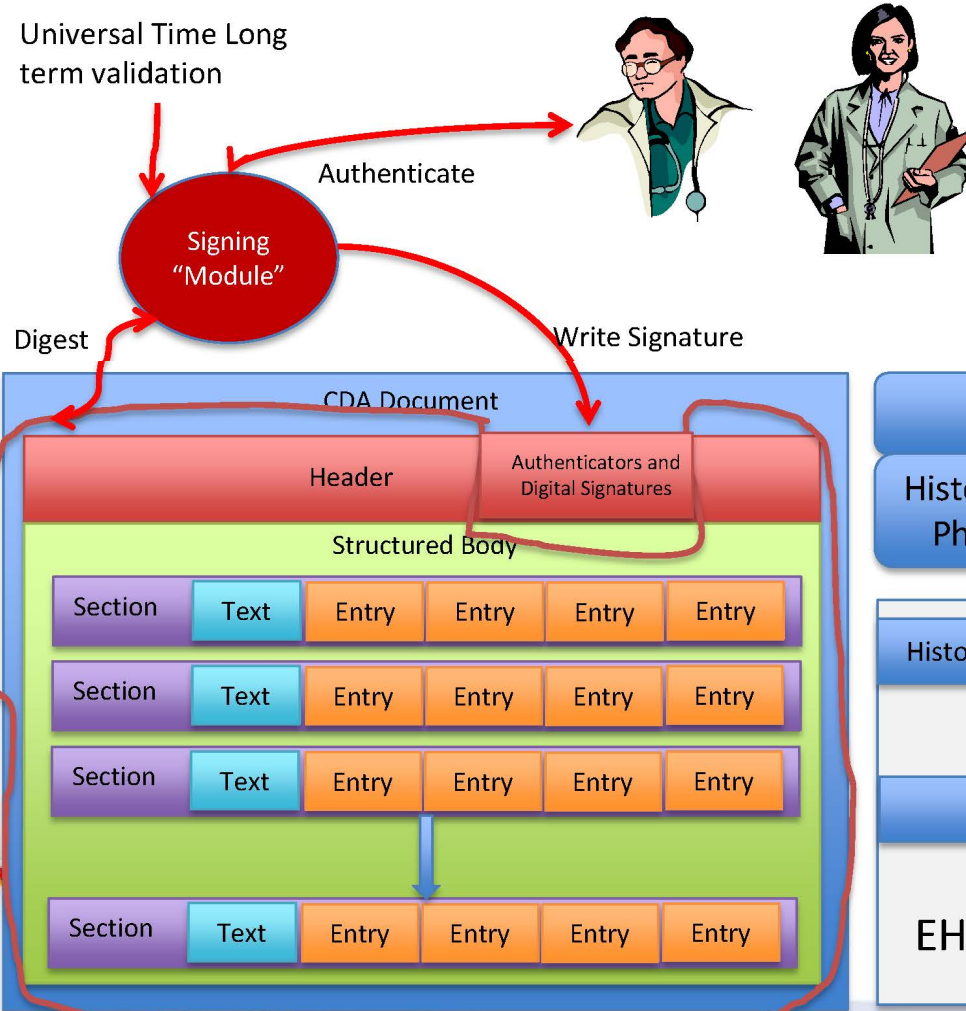 Universal Time Long
term validation
Authenticate
Signing
“Module”
Digest
Write Signature
CDA Document
Header
Authenticators and
Digital Signatures
Structured Body
Section Text Entry Entry Entry Entry
Section Text Entry Entry Entry Entry
Section Text Entry Entry Entry Entry
Section Text Entry Entry Entry Entry